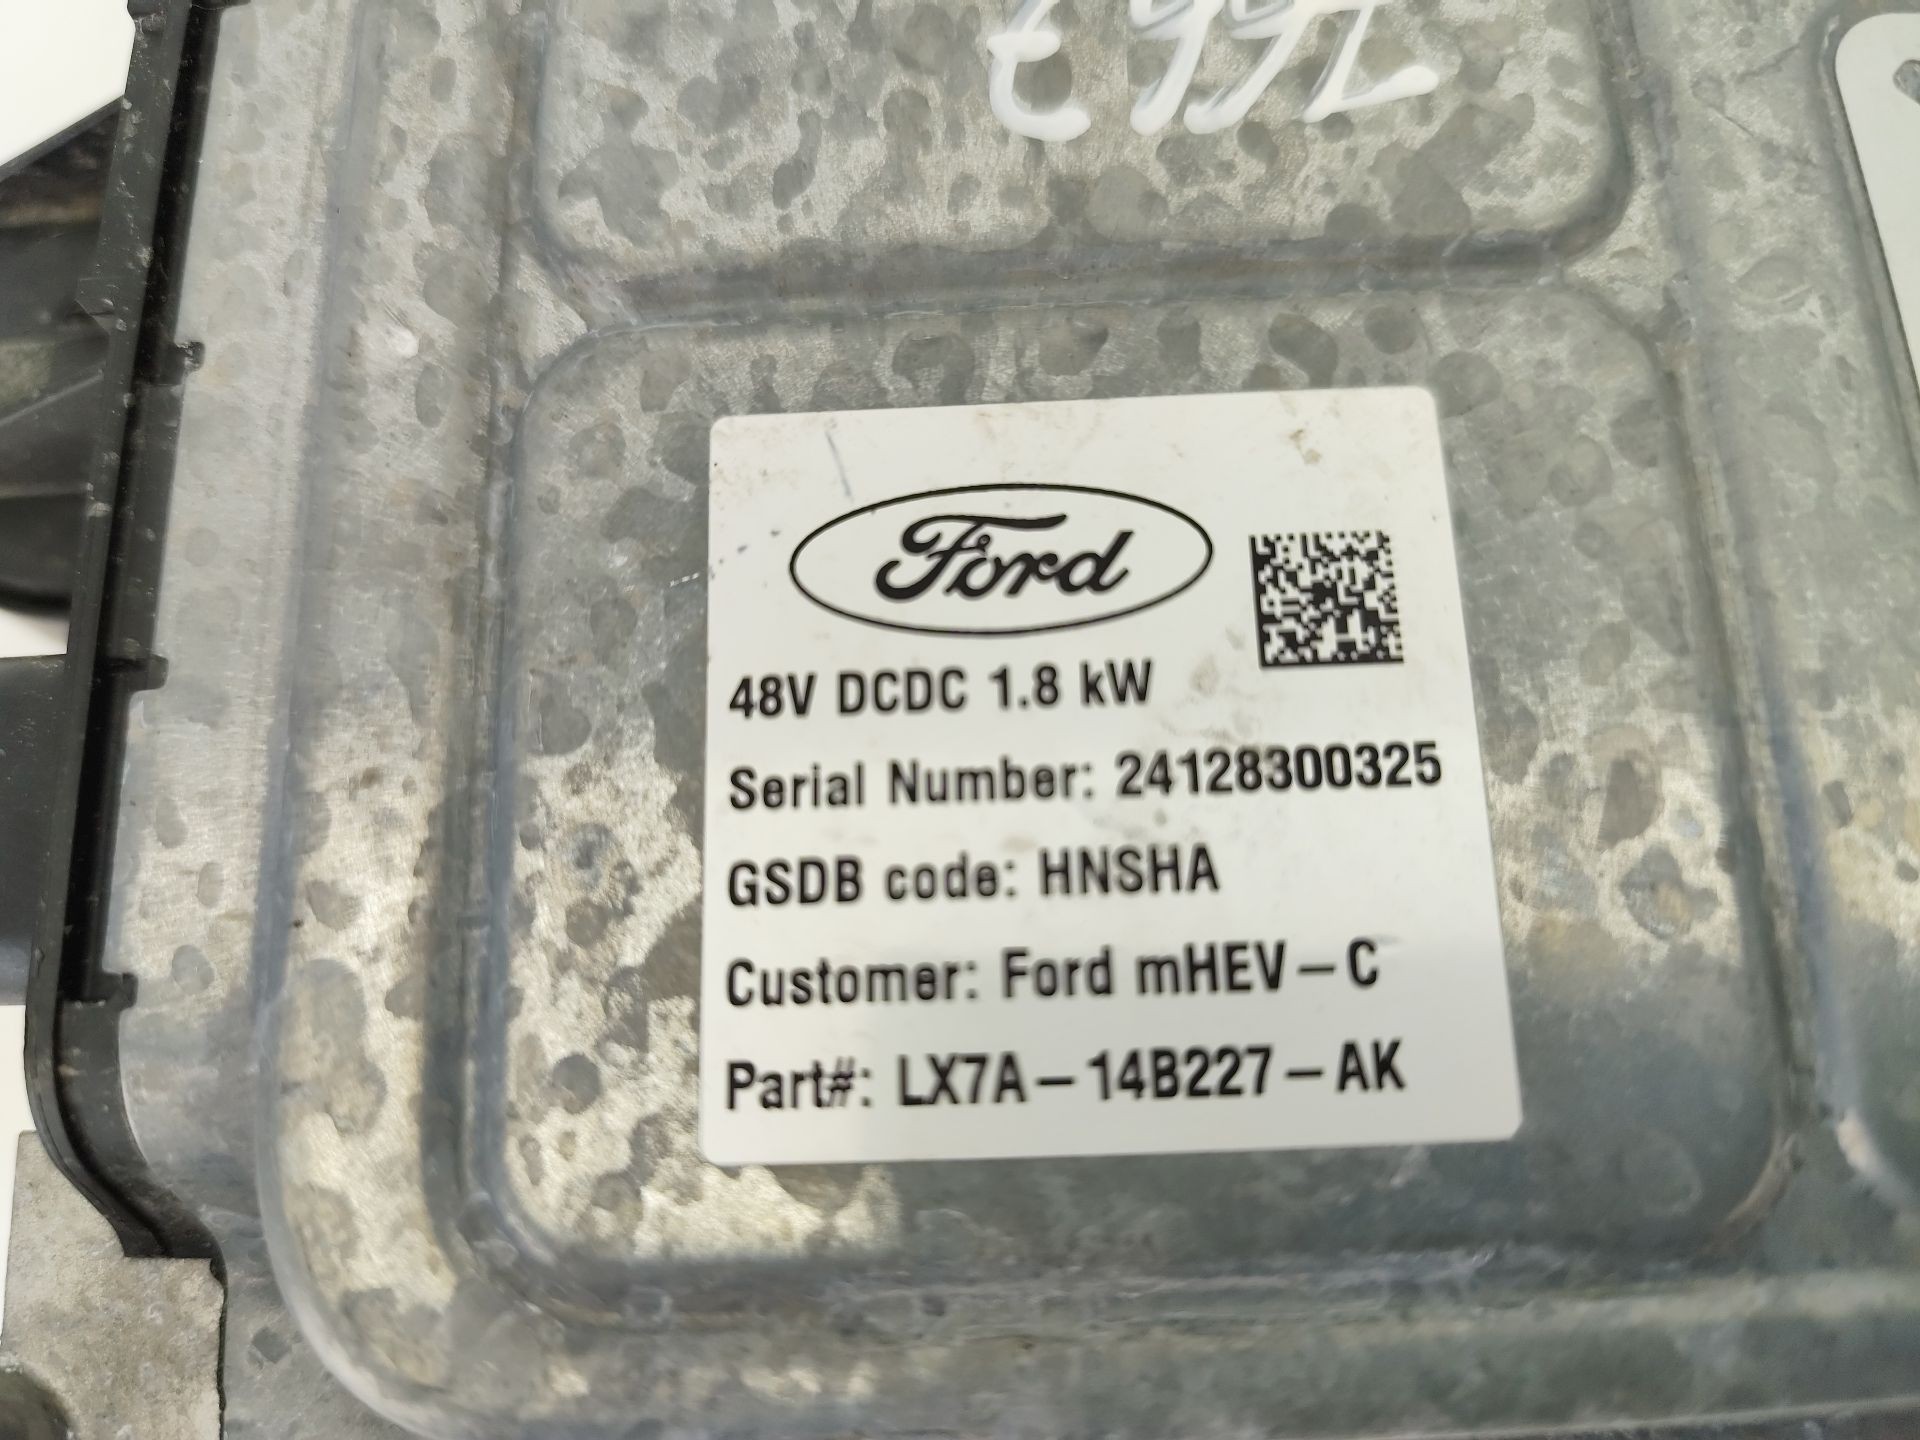 Ford
48V DCDC 1.8 kW
Serial Number: 24128300325
GSDB code: HNSHA
Customer: Ford mHEV-C
Part#: LX7A-14B227-AK